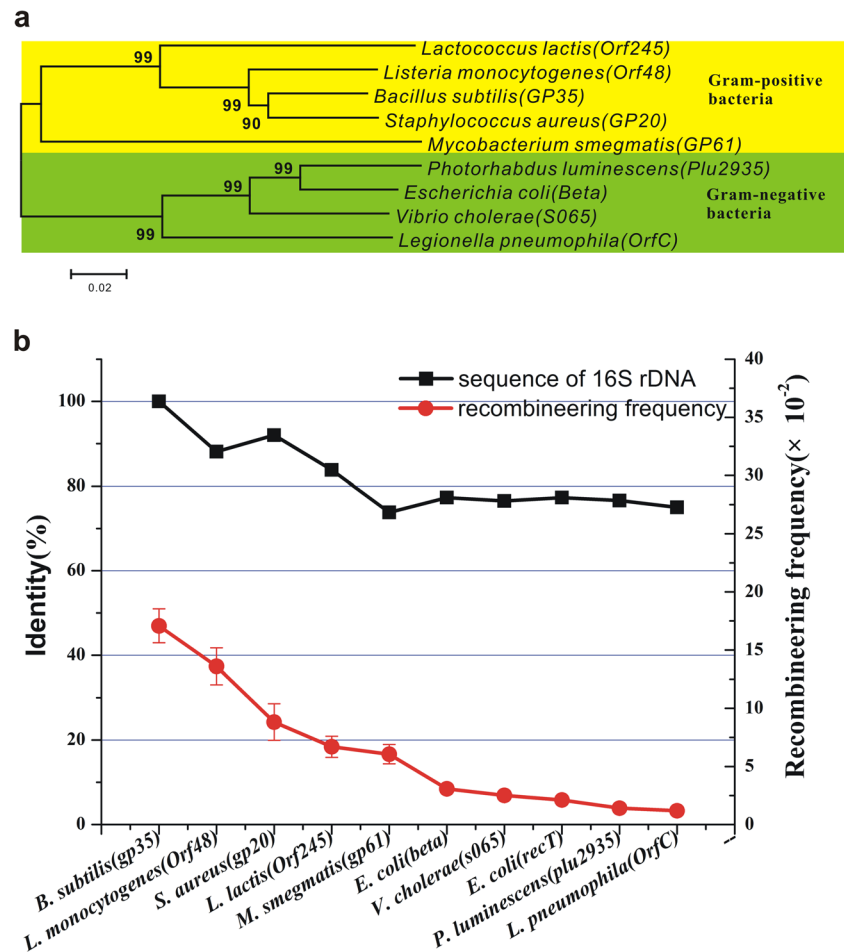 a
Lactococcus lactis(Orf245)
99
Listeria monocytogenes(Orf48)
Gram-positive
bacteria
Bacillus subtilis(GP35)
99
90
Staphylococcus aureus(GP20)
Mycobacterium smegmatis(GP61)
99
Photorhabdus luminescens(Plu2935)
99
Escherichia coli(Beta)
Gram-negative
bacteria
Vibrio cholerae(S065)
99
Legionella pneumophila(OrfC)
0.02
b
sequence of 16S rDNA
recombineering frequency
Identity(%)
100
80
60
40
20
0
Recombineering frequency(× 10-2)
40
35
30
25
20
15
10
5
0
B. subtilis(gp35)
L. monocytogenes(Orf48)
S. aureus(gp20)
L. lactis(Orf245)
M. smegmatis(gp61)
E. coli(beta)
V. cholerae(s065)
E. coli(recT)
P. luminescens(plu2935)
L. pneumophila(OrfC)
--